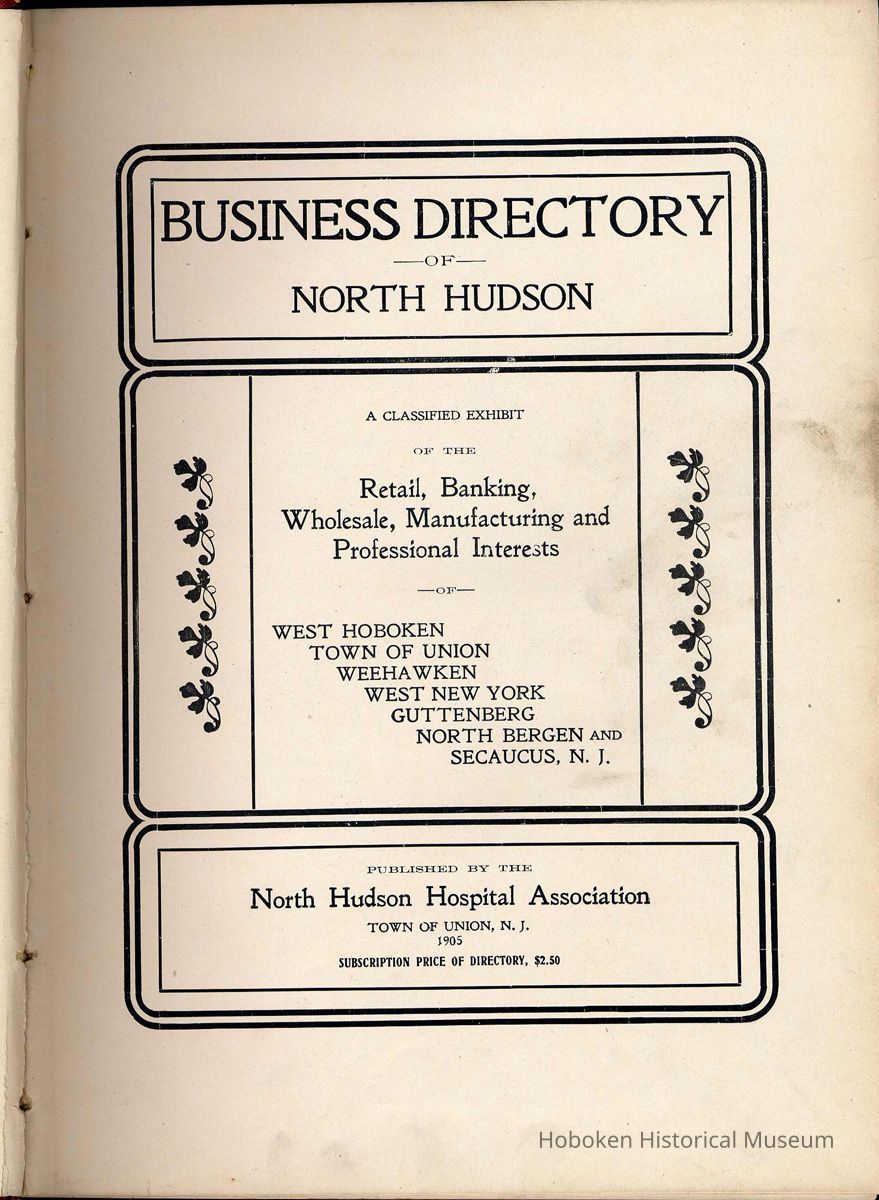 BUSINESS DIRECTORY
—OF—
NORTH HUDSON
A CLASSIFIED EXHIBIT
OF THE
Retail, Banking,
Wholesale, Manufacturing and
Professional Interests
—OF—
WEST HOBOKEN
TOWN OF UNION
WEEHAWKEN
WEST NEW YORK
GUTTENBERG
NORTH BERGEN AND
SECAUCUS, N. J.
PUBLISHED BY THE
North Hudson Hospital Association
TOWN OF UNION, N. J.
1905
SUBSCRIPTION PRICE OF DIRECTORY, $2.50
Hoboken Historical Museum